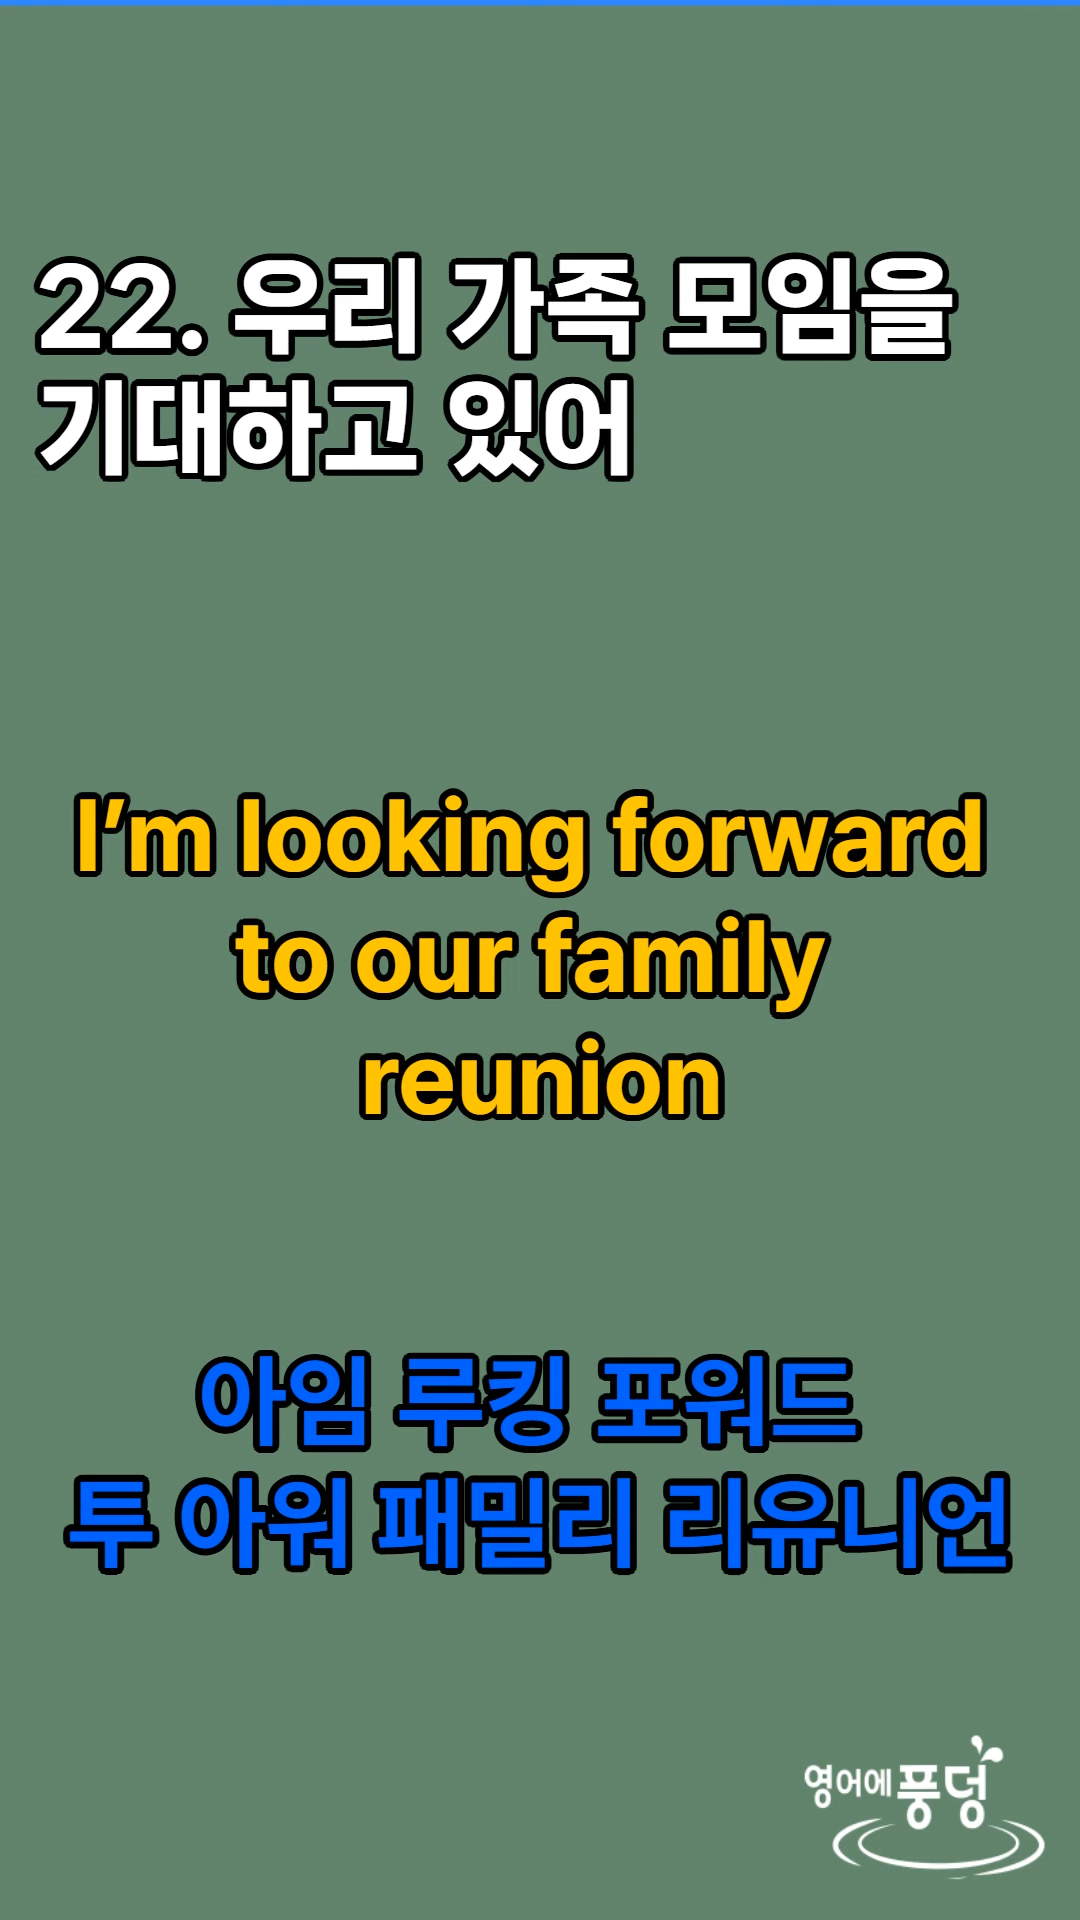 22. 우리 가족 모임을
기대하고 있어
I’m looking forward
to our family
reunion
아임 루킹 포워드
투 아워 패밀리 리유니언
영어에풍덩